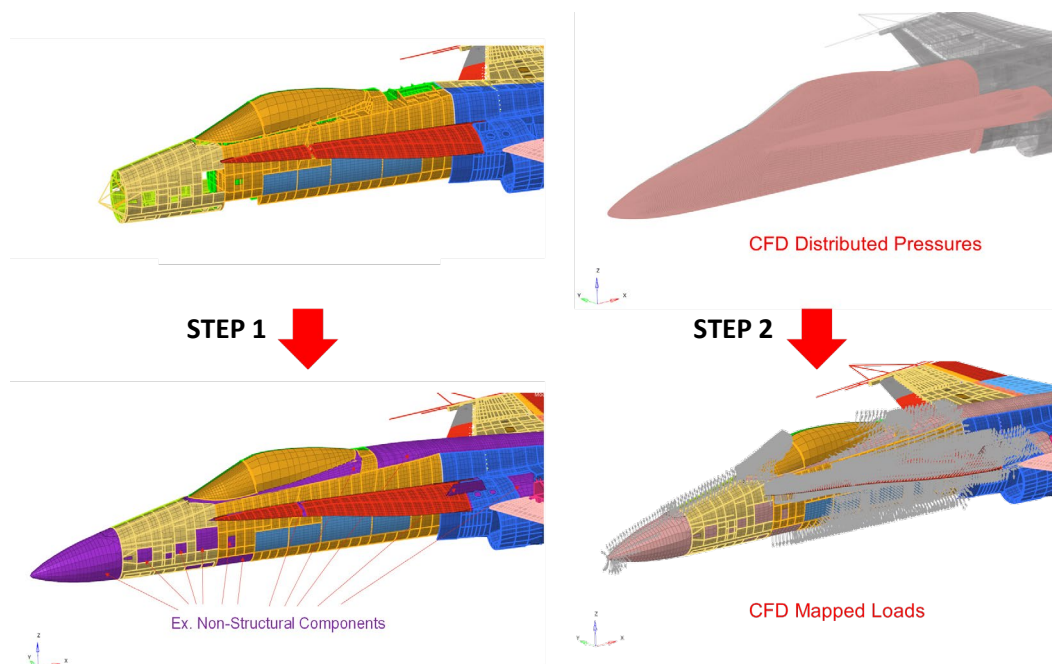 CFD Distributed Pressures
Z
Y
X
STEP 1
STEP 2
Ex. Non-Structural Components
Z
Y
X
CFD Mapped Loads
Z
Y
X